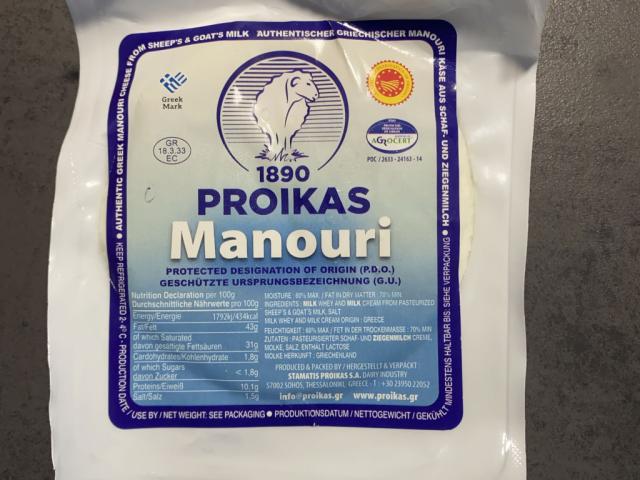 AUTHENTIC GREEK MANOURI CHEESE FROM SHEEP'S & GOAT'S MILK
AUTHENTISCHER GRIECHISCHER MANOURI KÄSE AUS SCHAF- UND ZIEGENMILCH
Greek
Mark
GR
18.3.33
EC
AGROCERT
PDC / 2633 - 24163 - 14
1890
PROIKAS
Manouri
PROTECTED DESIGNATION OF ORIGIN (P.D.O.)
GESCHÜTZTE URSPRUNGSBEZEICHNUNG (G.U.)
Nutrition Declaration per 100g
Durchschnittliche Nährwerte pro 100g
Energy/Energie 1792kj/434kcal
Fat/Fett 43g
of which Saturated
davon gesättigte Fettsäuren 31g
Cardohydrates/Kohlenhydrate 1,8g
of which Sugars
davon Zucker < 1,8g
Proteins/Eiweiß 10.1g
Salt/Salz 1,5g
MOISTURE : 60% MAX. / FAT IN DRY MATTER : 70% MIN
INGREDIENTS : MILK WHEY AND MILK CREAM FROM PASTEURIZED
SHEEP'S & GOAT'S MILK, SALT
MILK WHEY AND MILK CREAM ORIGIN : GREECE
FEUCHTIGKEIT : 60% MAX / FET IN DER TROCKENMASSE : 70% MIN
ZUTATEN : PASTEURISIERTER SCHAF- UND ZIEGENMILCH CREME,
MOLKE, SALZ, ENTHÄLT LACTOSE
MOLKE HERKUNFT : GRIECHENLAND
PRODUCED & PACKED BY / HERGESTELLT & VERPACKT
STAMATIS PROIKAS S.A. DAIRY INDUSTRY
57002 SOHOS, THESSALONIKI, GREECE - T : +30 23950 22052
info@proikas.gr www.proikas.gr
KEEP REFRIGERATED 2- 4º C - PRODUCTION DATE / USE BY / NET WEIGHT: SEE PACKAGING
PRODUKTIONSDATUM / NETTOGEWICHT / GEKÜHLT MINDESTENS HALTBAR BIS: SIEHE VERPACKUNG